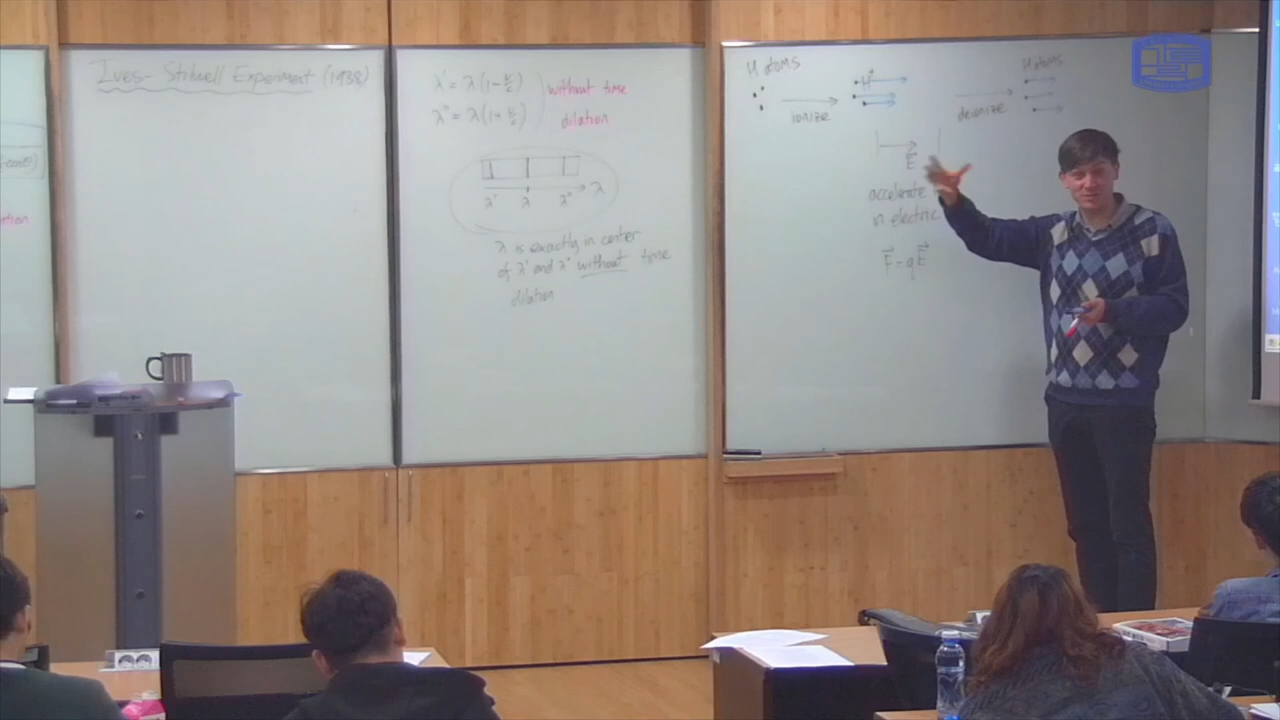 Ives-Stilwell Experiment (1938)
λ' = λ(1-v/c)
λ" = λ(1+v/c)
without time
dilation
λ' λ λ" λ
λ is exactly in center
of λ' and λ" without time
dilation
H atoms
ionize
H⁺
deionize
H atoms
E⃗
accelerate
in electric
F⃗ = qE⃗